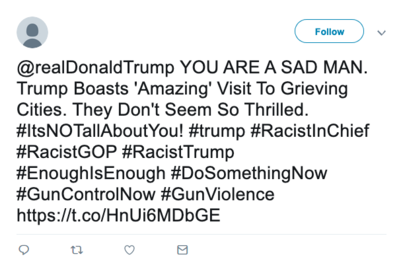 Follow
@realDonaldTrump YOU ARE A SAD MAN.
Trump Boasts 'Amazing' Visit To Grieving
Cities. They Don't Seem So Thrilled.
#ItsNOTallAboutYou! #trump #RacistInChief
#RacistGOP #RacistTrump
#EnoughIsEnough #DoSomethingNow
#GunControlNow #GunViolence
https://t.co/HnUi6MDbGE